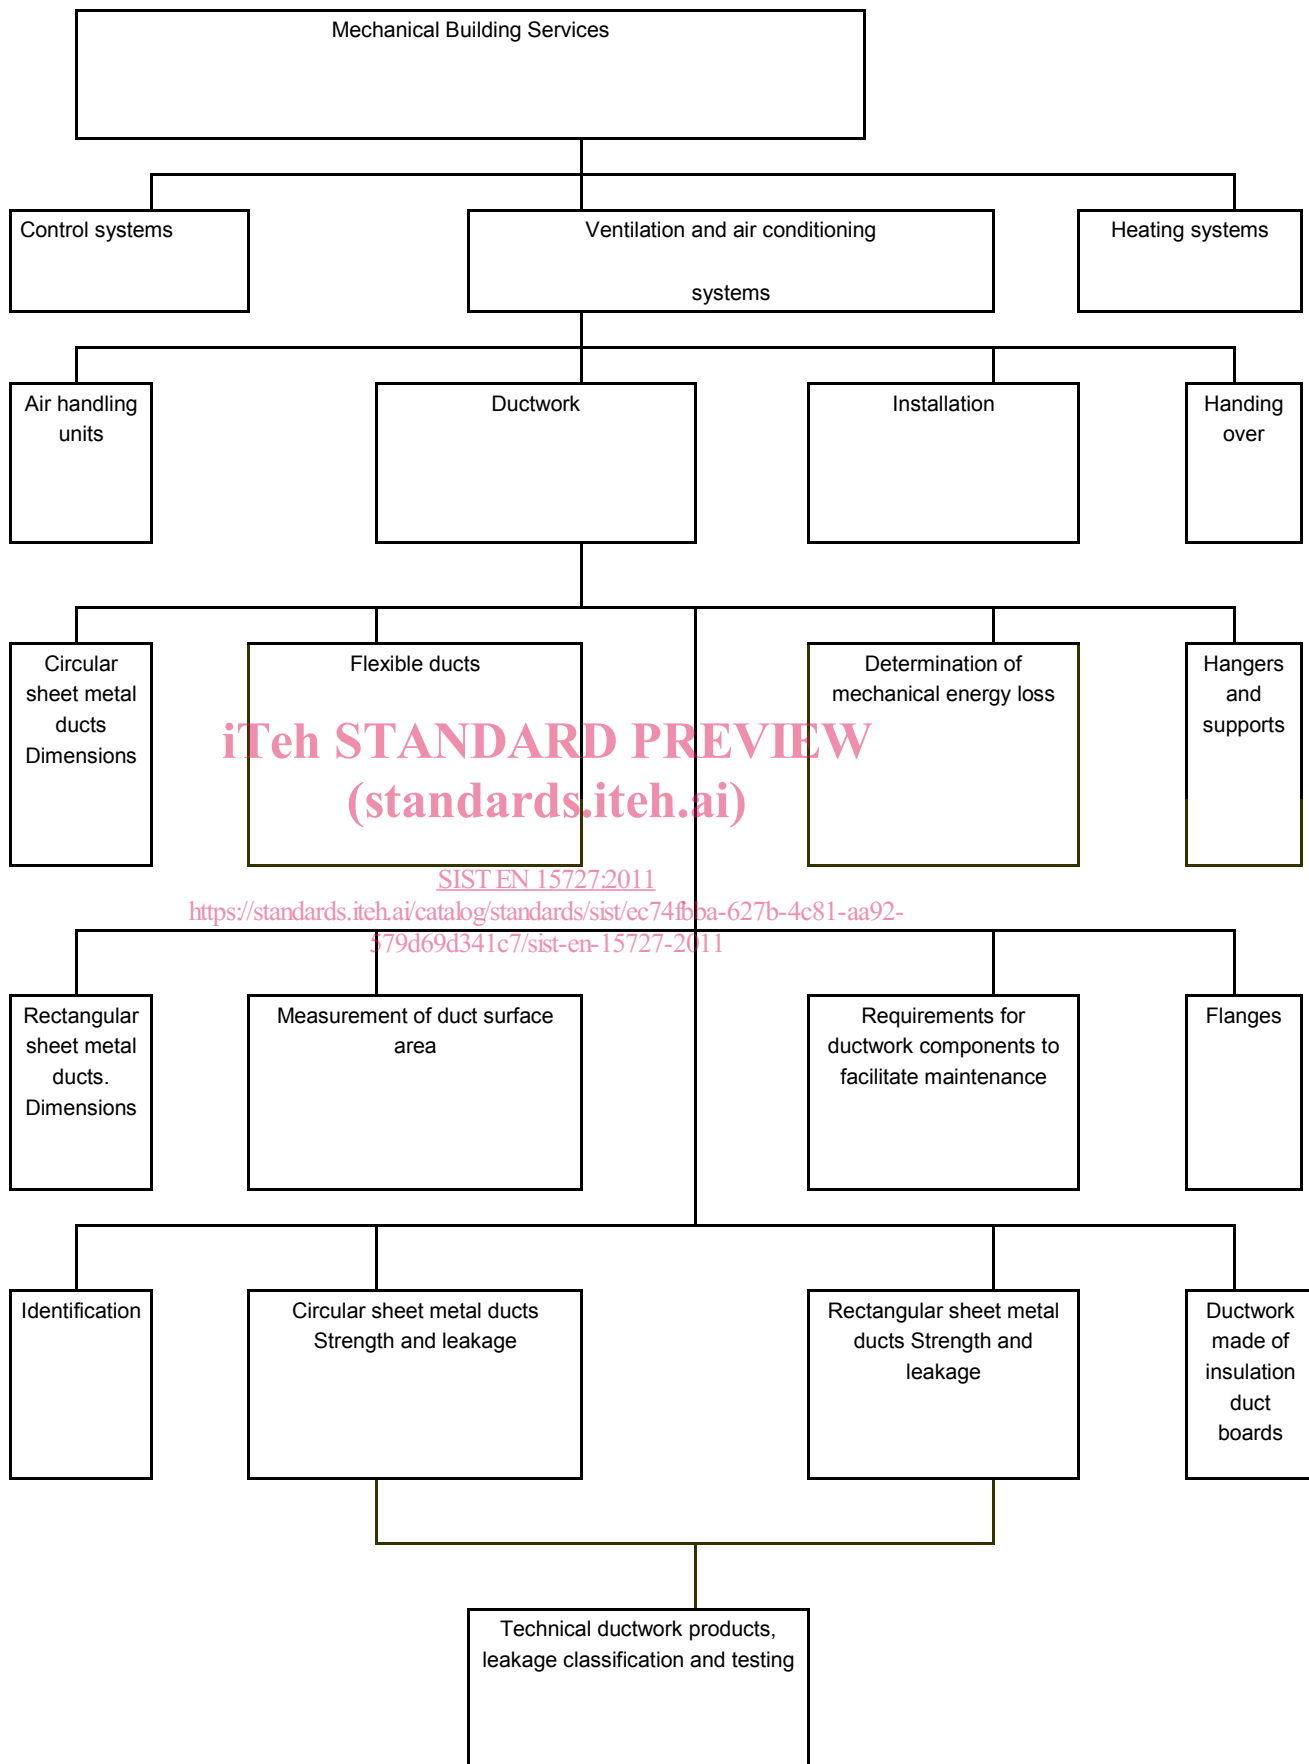 Mechanical Building Services
Control systems
Ventilation and air conditioning
systems
Heating systems
Air handling
units
Ductwork
Installation
Handing
over
Circular
sheet metal
ducts
Dimensions
Flexible ducts
Determination of
mechanical energy loss
Hangers
and
supports
iTeh STANDARD PREVIEW
(standards.iteh.ai)
SIST EN 15727:2011
https://standards.iteh.ai/catalog/standards/sist/ec74fbba-627b-4c81-aa92-
579d69d341c7/sist-en-15727-2011
Rectangular
sheet metal
ducts.
Dimensions
Measurement of duct surface
area
Requirements for
ductwork components to
facilitate maintenance
Flanges
Identification
Circular sheet metal ducts
Strength and leakage
Rectangular sheet metal
ducts Strength and
leakage
Ductwork
made of
insulation
duct
boards
Technical ductwork products,
leakage classification and testing